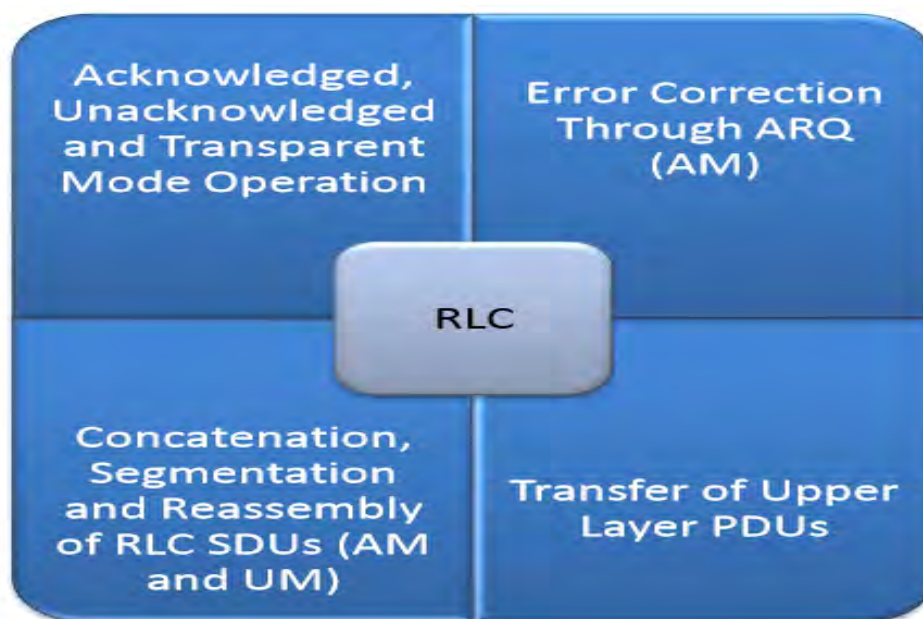 Acknowledged,
Unacknowledged
and Transparent
Mode Operation
Error Correction
Through ARQ
(AM)
RLC
Concatenation,
Segmentation
and Reassembly
of RLC SDUs (AM
and UM)
Transfer of Upper
Layer PDUs